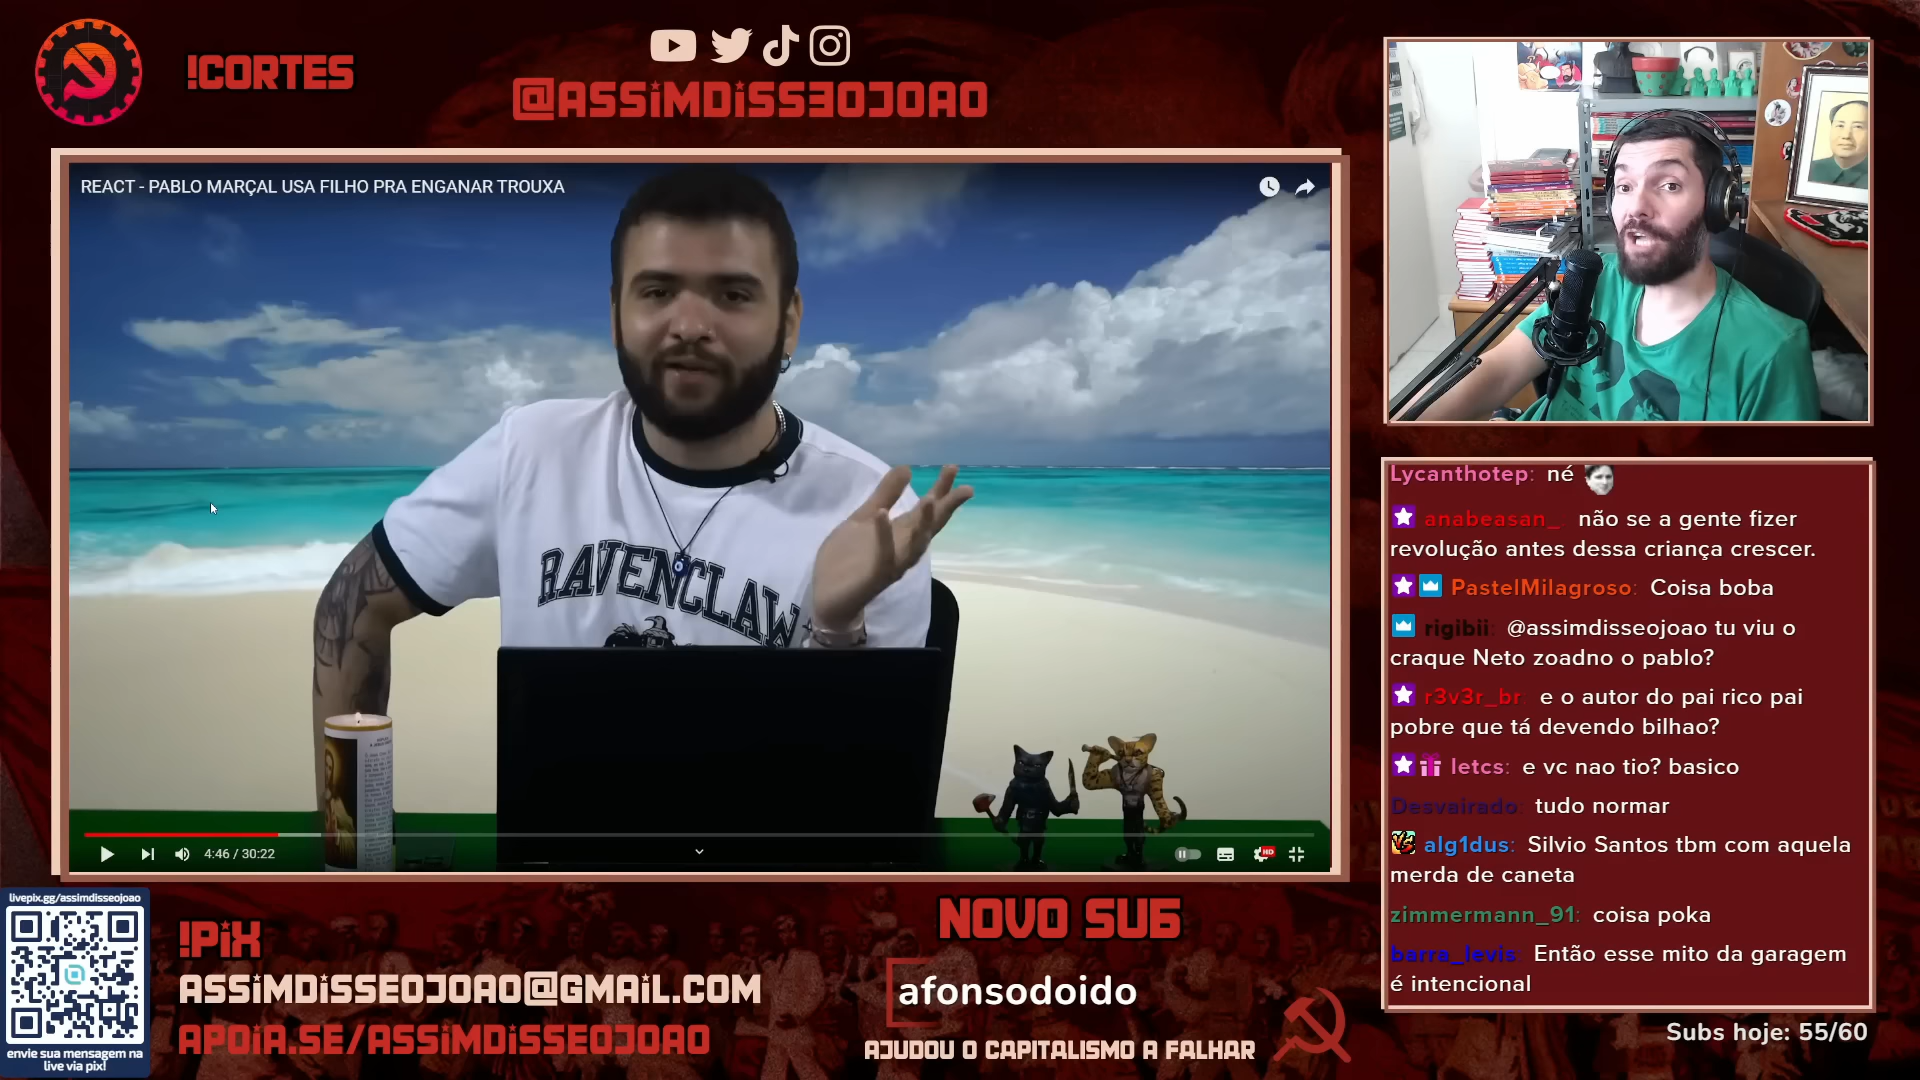 !CORTES
@ASSIMDISSEOJOAO
REACT - PABLO MARÇAL USA FILHO PRA ENGANAR TROUXA
RAVENCLAW
4:46 / 30:22
HD
Lycanthotep: né
anabeasan_: não se a gente fizer
revolução antes dessa criança crescer.
PastelMilagroso: Coisa boba
rigibii: @assimdisseojoao tu viu o
craque Neto zoadno o pablo?
r3v3r_br: e o autor do pai rico pai
pobre que tá devendo bilhao?
letcs: e vc nao tio? basico
Desvairado: tudo normar
alg1dus: Silvio Santos tbm com aquela
merda de caneta
zimmermann_91: coisa poka
barra_levis: Então esse mito da garagem
é intencional
Subs hoje: 55/60
livepix.gg/assimdisseojoao
envie sua mensagem na
live via pix!
!PIX
ASSIMDISSEOJOAO@GMAIL.COM
APOIA.SE/ASSIMDISSEOJOAO
NOVO SUB
afonsodoido
AJUDOU O CAPITALISMO A FALHAR